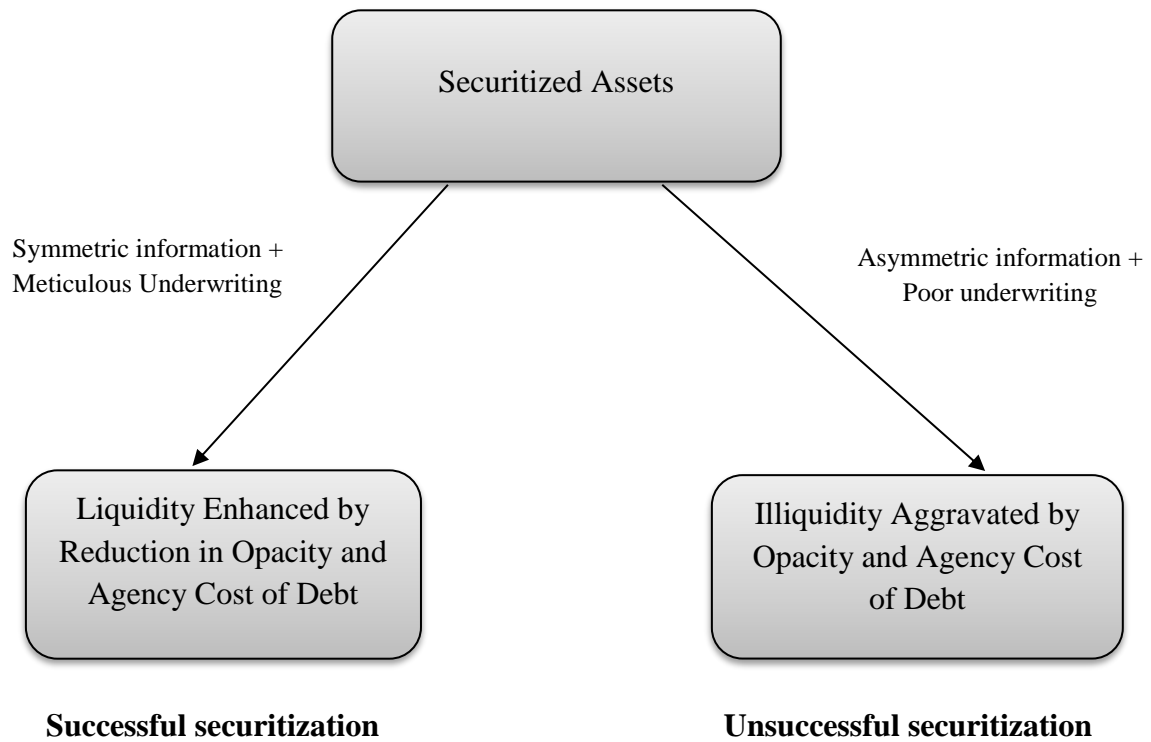 Securitized Assets
Symmetric information +
Meticulous Underwriting
Asymmetric information +
Poor underwriting
Liquidity Enhanced by
Reduction in Opacity and
Agency Cost of Debt
Illiquidity Aggravated by
Opacity and Agency Cost
of Debt
Successful securitization
Unsuccessful securitization